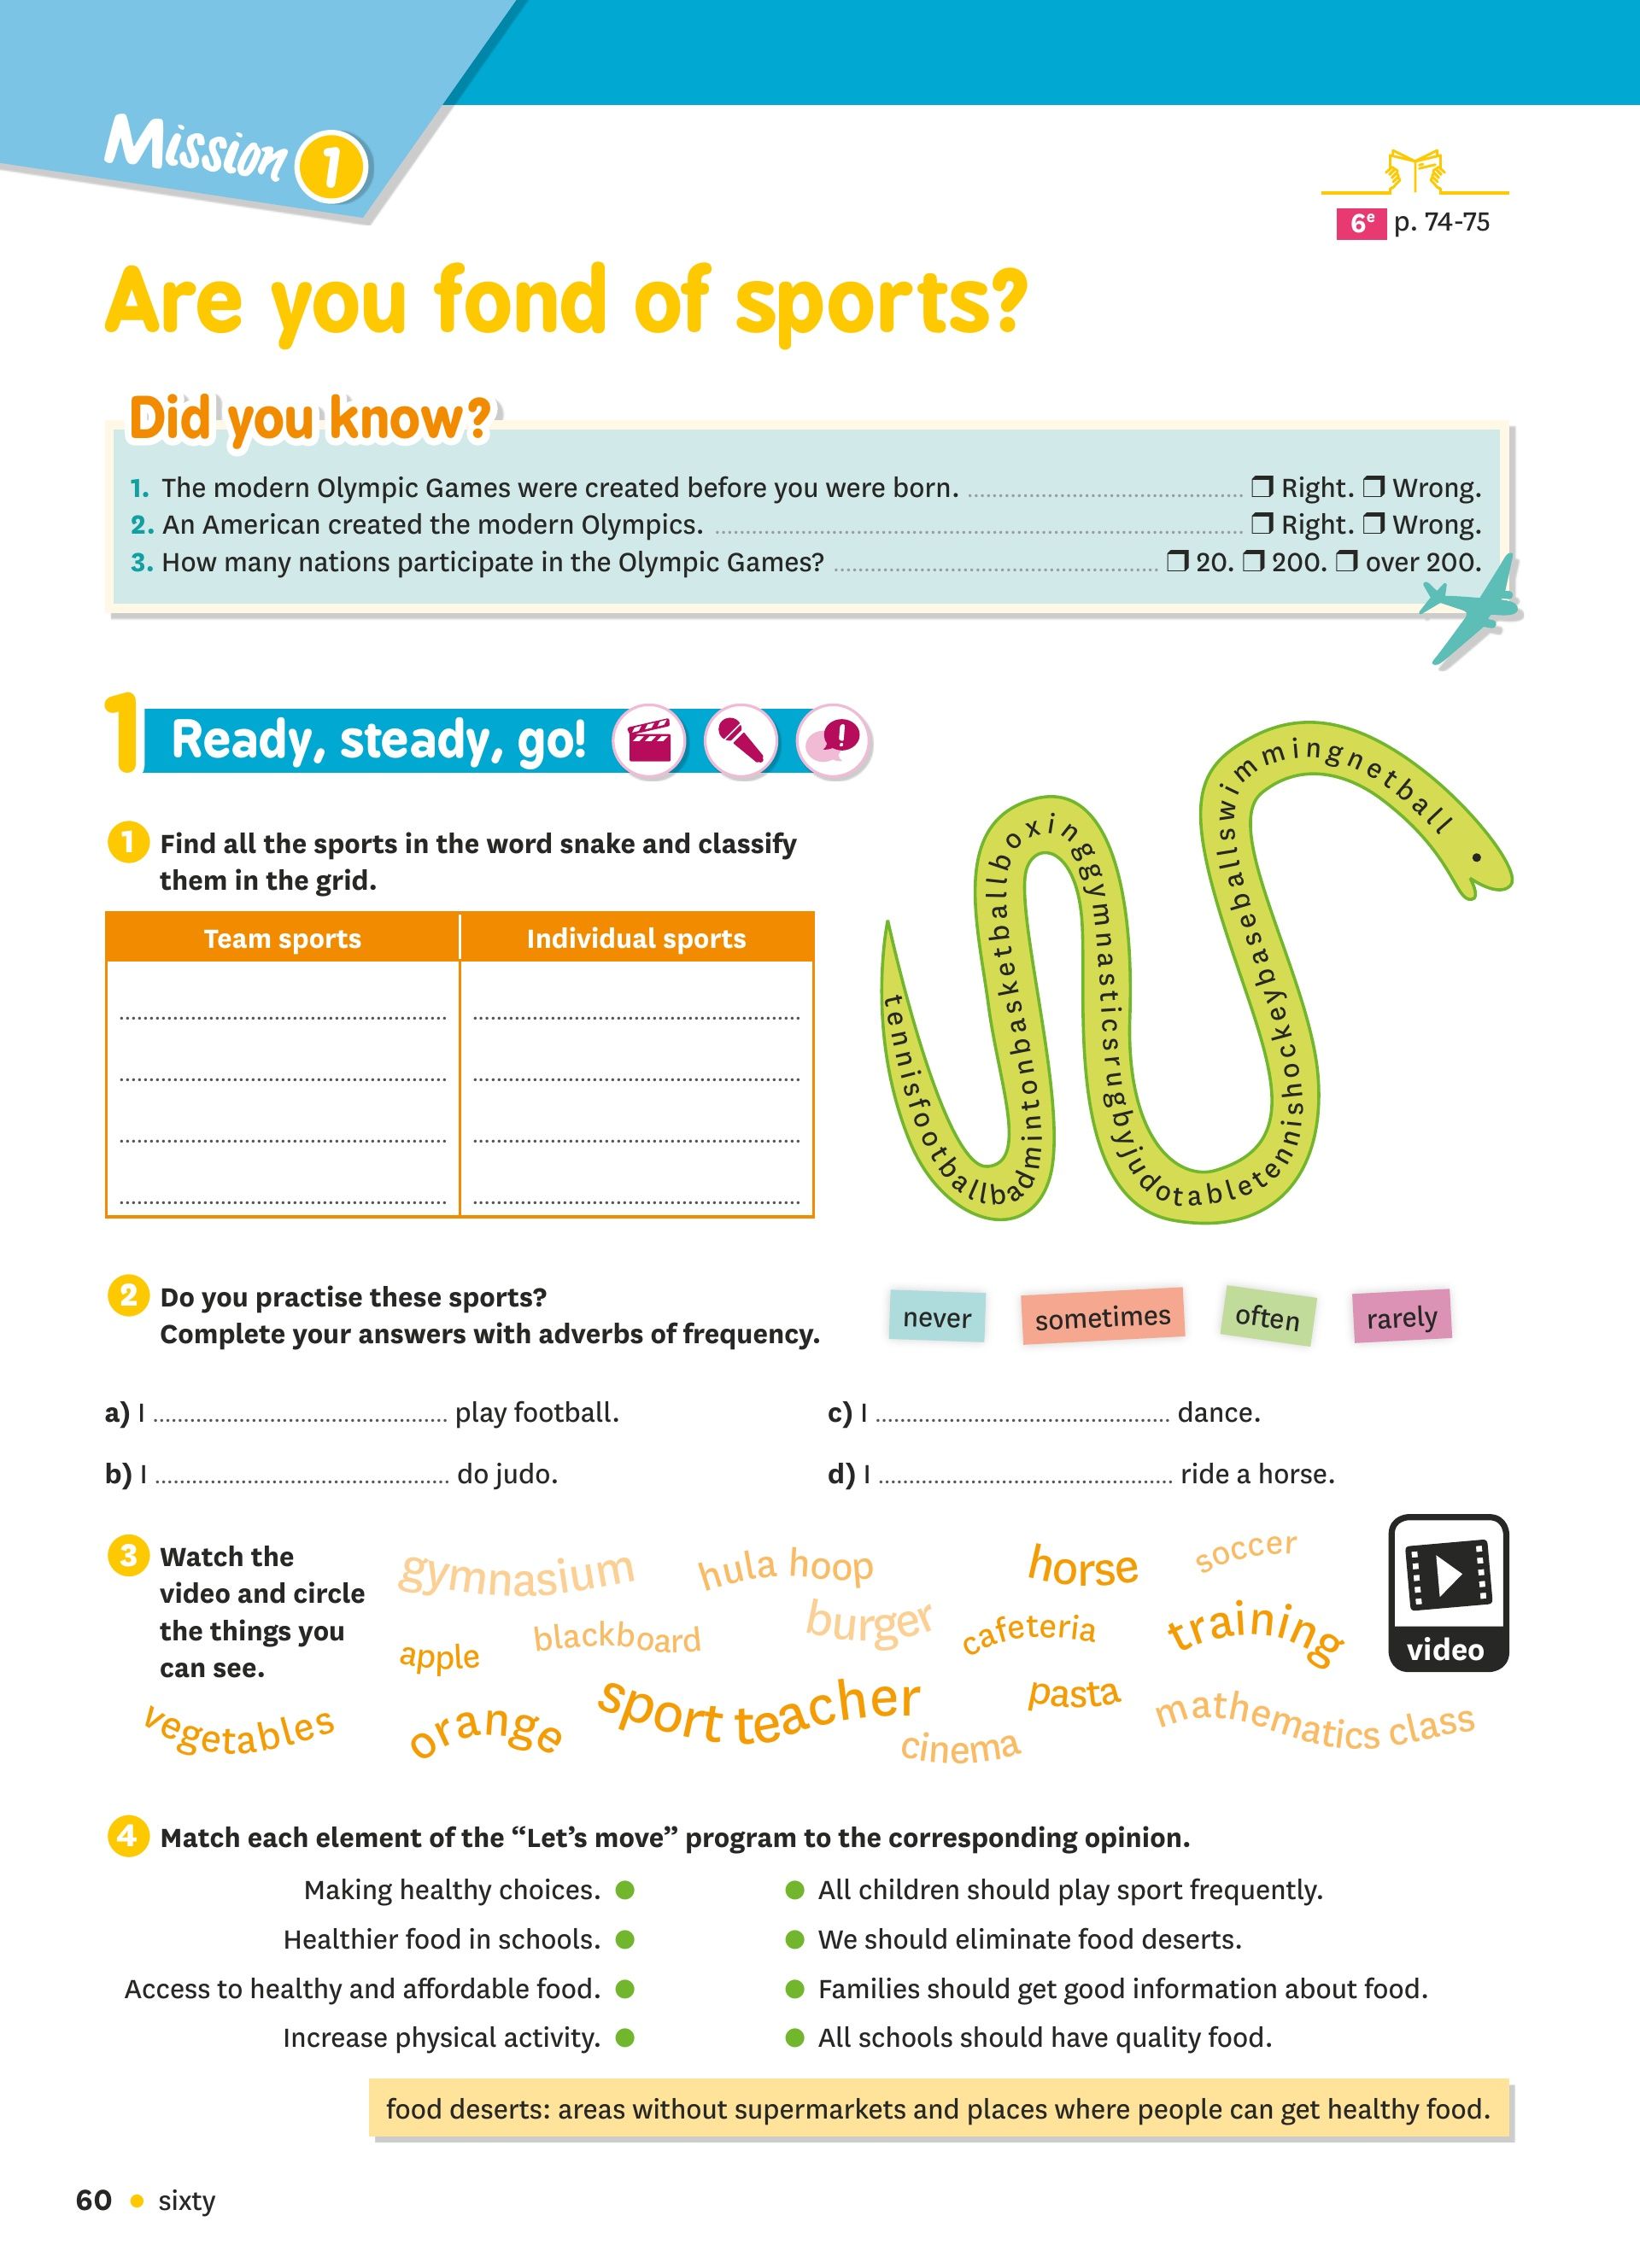 Mission 1
6e p. 74-75
Are you fond of sports?
Did you know?
1. The modern Olympic Games were created before you were born. ❒ Right. ❒ Wrong.
2. An American created the modern Olympics. ❒ Right. ❒ Wrong.
3. How many nations participate in the Olympic Games? ❒ 20. ❒ 200. ❒ over 200.
1 Ready, steady, go!
1 Find all the sports in the word snake and classify
them in the grid.
Team sports Individual sports
tennisfootballbadmintonbasketballboxinggymnasticsrugbyjudotabletennishockeybaseballswimmingnetball
2 Do you practise these sports?
Complete your answers with adverbs of frequency.
never sometimes often rarely
a) I ........ play football.
c) I ........ dance.
b) I ........ do judo.
d) I ........ ride a horse.
3 Watch the
video and circle
the things you
can see.
gymnasium hula hoop horse soccer
apple blackboard burger cafeteria training
vegetables orange sport teacher cinema pasta mathematics class
video
4 Match each element of the “Let’s move” program to the corresponding opinion.
Making healthy choices. ● ● All children should play sport frequently.
Healthier food in schools. ● ● We should eliminate food deserts.
Access to healthy and affordable food. ● ● Families should get good information about food.
Increase physical activity. ● ● All schools should have quality food.
food deserts: areas without supermarkets and places where people can get healthy food.
60 • sixty